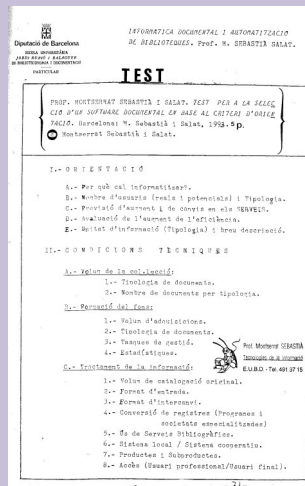 INFORMATICA DOCUMENTAL I AUTOMATITZACIO
DE BIBLIOTEQUES. Prof. M. SEBASTIÀ SALAT.
Diputació de Barcelona
ESCOLA UNIVERSITÀRIA
JORDI RUBIÓ I BALAGUER
DE BIBLIOTECONOMIA I DOCUMENTACIÓ
PARTICULAR
TEST
PROF. MONTSERRAT SEBASTIÀ I SALAT. TEST PER A LA SELEC
CIÓ D'UN SOFTWARE DOCUMENTAL EN BASE AL CRITERI D'ORIEN
TACIÓ. Barcelona: M. Sebastià i Salat, 1993. 5 p.
© Montserrat Sebastià i Salat.
I.- ORIENTACIÓ
A.- Per què cal informatitzar?.
B.- Nombre d'usuaris (reals i potencials) i Tipologia.
C.- Previsió d'augment i de canvis en els SERVEIS.
D.- Avaluació de l'augment de l'eficiència.
E.- Unitat d'informació (Tipologia) i breu descripció.
II.- CONDICIONS TÈCNIQUES
A.- Volum de la col.lecció:
1.- Tipologia de documents.
2.- Nombre de documents per tipologia.
B.- Formació del fons:
1.- Volum d'adquisicions.
2.- Tipologia de documents.
3.- Tasques de gestió.
4.- Estadístiques.
Prof. Montserrat SEBASTIÀ
Tecnologies de la informació
E.U.B.D. - Tel. 491 97 15
C.- Tractament de la informació:
1.- Volum de catalogació original.
2.- Format d'entrada.
3.- Format d'intercanvi.
4.- Conversió de registres (Programes i
societats especialitzades)
5.- Ús de Serveis Bibliogràfics.
6.- Sistema local / Sistema cooperatiu.
7.- Productes i Subproductes.
8.- Accés (Usuari professional/Usuari final).